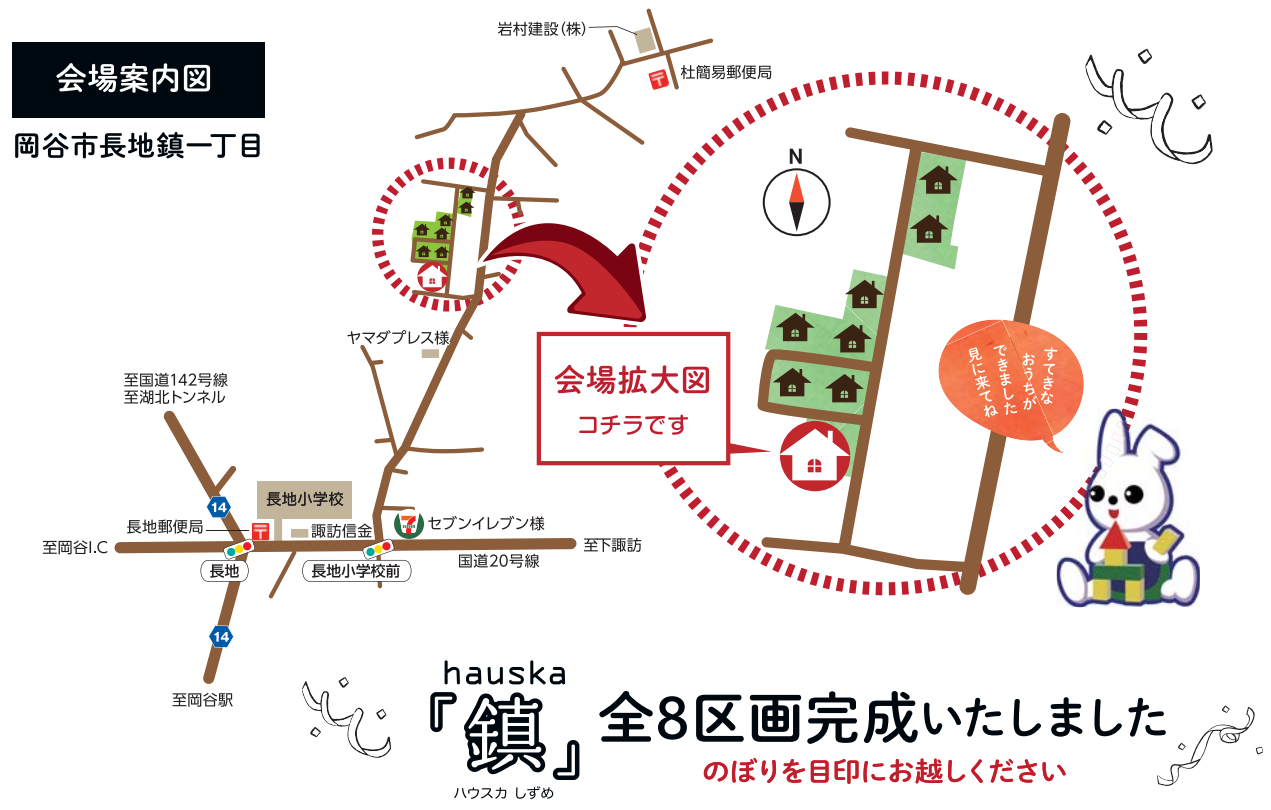 会場案内図
岡谷市長地鎮一丁目
岩村建設(株)
杜簡易郵便局
N
ヤマダプレス様
会場拡大図
コチラです
すてきな
おうちが
できました
見に来てね
至国道142号線
至湖北トンネル
14
長地小学校
長地郵便局
諏訪信金
セブンイレブン様
至岡谷I.C
至下諏訪
国道20号線
長地
長地小学校前
14
至岡谷駅
hauska
『鎮』
ハウスカ しずめ
全8区画完成いたしました
のぼりを目印にお越しください